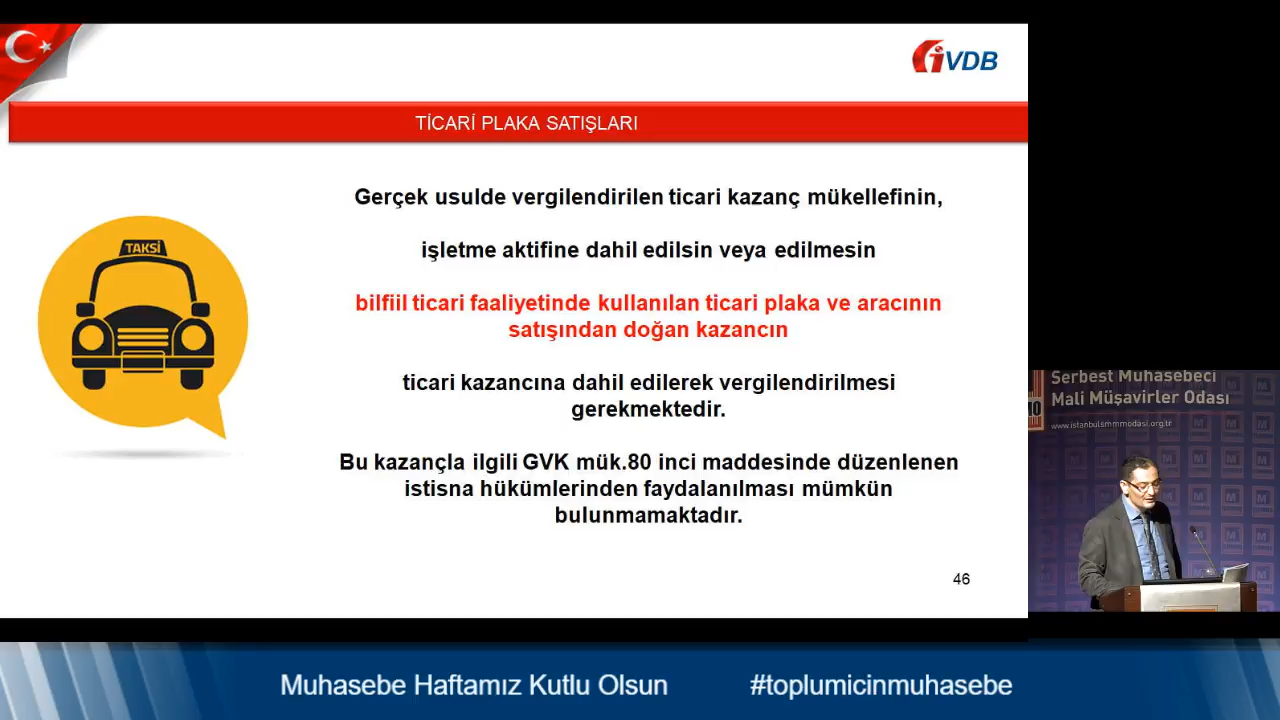 iVDB
TİCARİ PLAKA SATIŞLARI
TAKSİ
Gerçek usulde vergilendirilen ticari kazanç mükellefinin,
işletme aktifine dahil edilsin veya edilmesin
bilfiil ticari faaliyetinde kullanılan ticari plaka ve aracının
satışından doğan kazancın
ticari kazancına dahil edilerek vergilendirilmesi
gerekmektedir.
Bu kazançla ilgili GVK mük.80 inci maddesinde düzenlenen
istisna hükümlerinden faydalanılması mümkün
bulunmamaktadır.
46
Serbest Muhasebeci
Mali Müşavirler Odası
www.istanbulsmmmodasi.org.tr
Muhasebe Haftamız Kutlu Olsun
#toplumicinmuhasebe